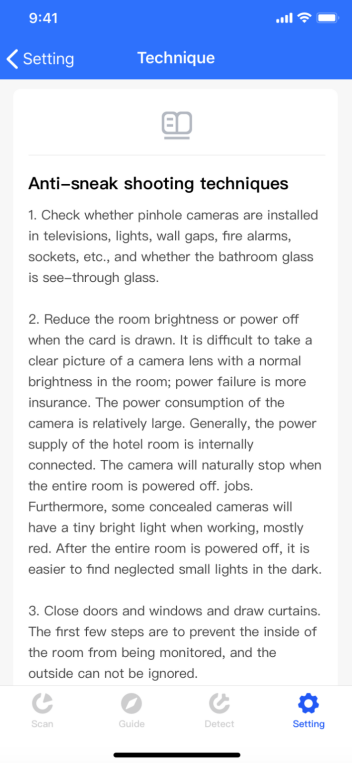 9:41
Setting
Technique
Anti-sneak shooting techniques
1. Check whether pinhole cameras are installed
in televisions, lights, wall gaps, fire alarms,
sockets, etc., and whether the bathroom glass
is see-through glass.
2. Reduce the room brightness or power off
when the card is drawn. It is difficult to take a
clear picture of a camera lens with a normal
brightness in the room; power failure is more
insurance. The power consumption of the
camera is relatively large. Generally, the power
supply of the hotel room is internally
connected. The camera will naturally stop when
the entire room is powered off. jobs.
Furthermore, some concealed cameras will
have a tiny bright light when working, mostly
red. After the entire room is powered off, it is
easier to find neglected small lights in the dark.
3. Close doors and windows and draw curtains.
The first few steps are to prevent the inside of
the room from being monitored, and the
outside can not be ignored.
Scan
Guide
Detect
Setting